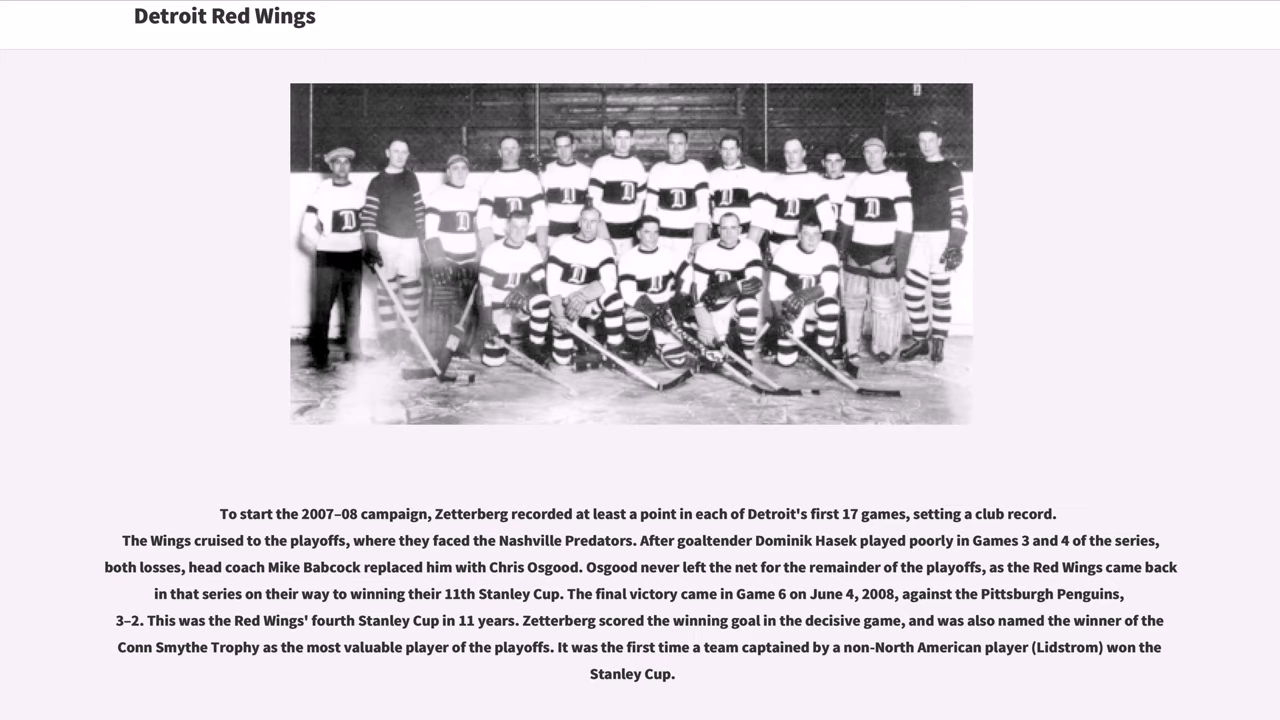 Detroit Red Wings
D D D D D D D D D
D D D D D
To start the 2007–08 campaign, Zetterberg recorded at least a point in each of Detroit's first 17 games, setting a club record.
The Wings cruised to the playoffs, where they faced the Nashville Predators. After goaltender Dominik Hasek played poorly in Games 3 and 4 of the series,
both losses, head coach Mike Babcock replaced him with Chris Osgood. Osgood never left the net for the remainder of the playoffs, as the Red Wings came back
in that series on their way to winning their 11th Stanley Cup. The final victory came in Game 6 on June 4, 2008, against the Pittsburgh Penguins,
3–2. This was the Red Wings' fourth Stanley Cup in 11 years. Zetterberg scored the winning goal in the decisive game, and was also named the winner of the
Conn Smythe Trophy as the most valuable player of the playoffs. It was the first time a team captained by a non-North American player (Lidstrom) won the
Stanley Cup.